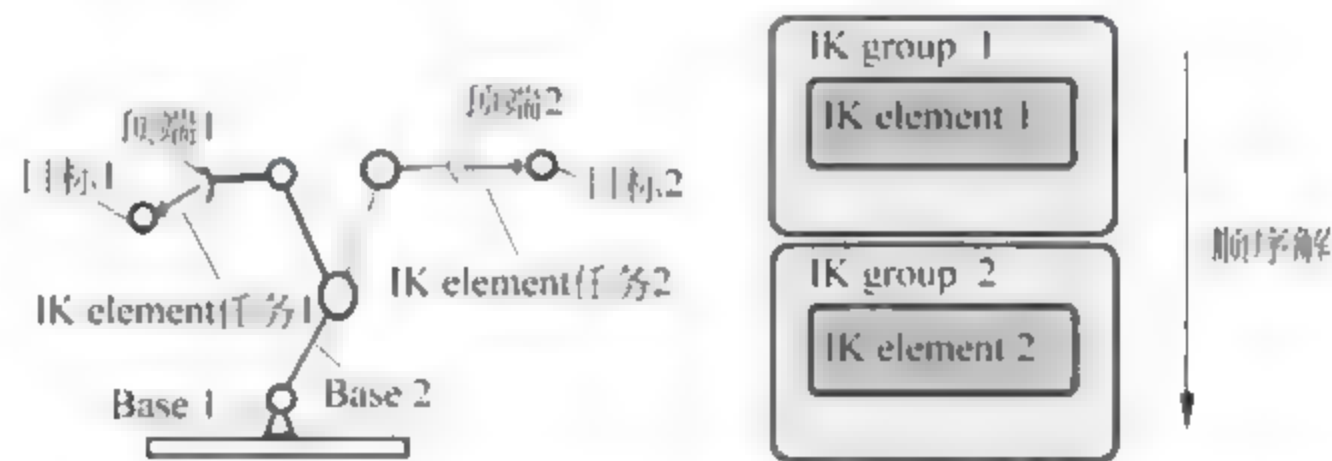 顶端1
目标1
IK element任务1
Base 1
顶端2
目标2
IK element任务2
Base 2
IK group 1
IK element 1
IK group 2
IK element 2
顺序解算